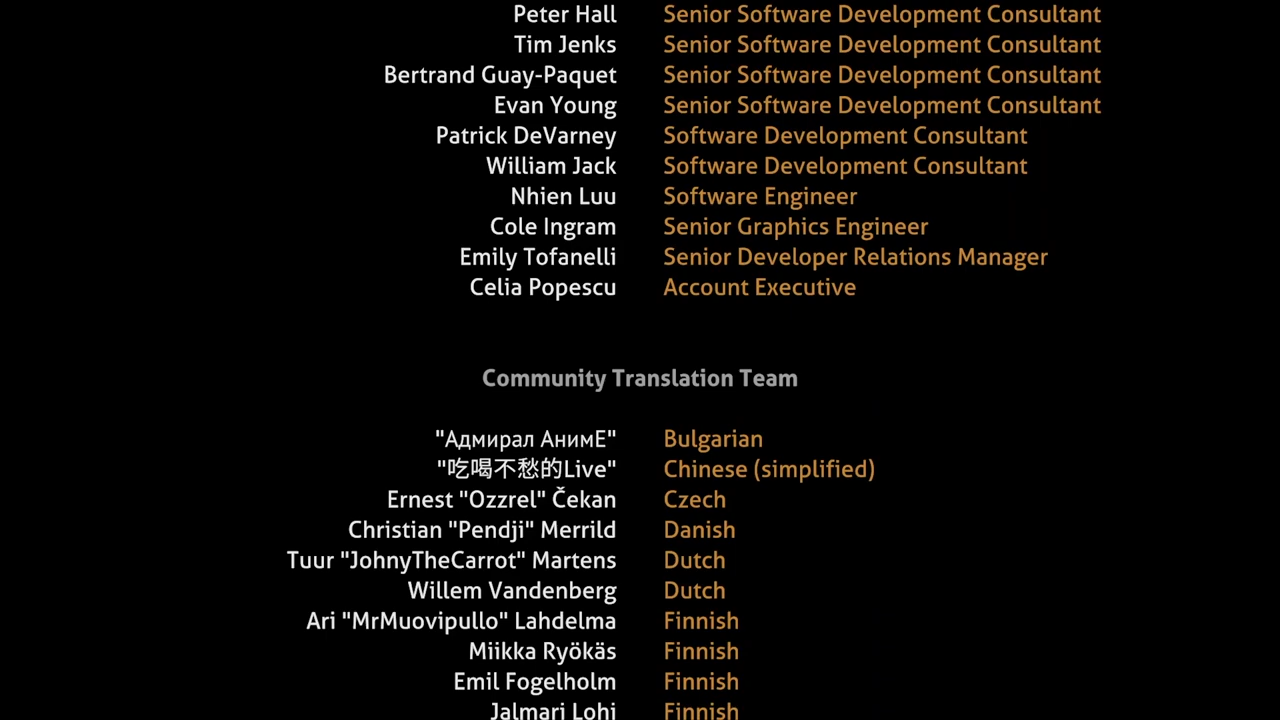 Peter Hall Senior Software Development Consultant
Tim Jenks Senior Software Development Consultant
Bertrand Guay-Paquet Senior Software Development Consultant
Evan Young Senior Software Development Consultant
Patrick DeVarney Software Development Consultant
William Jack Software Development Consultant
Nhien Luu Software Engineer
Cole Ingram Senior Graphics Engineer
Emily Tofanelli Senior Developer Relations Manager
Celia Popescu Account Executive
Community Translation Team
"Адмирал АнимЕ" Bulgarian
"吃喝不愁的Live" Chinese (simplified)
Ernest "Ozzrel" Čekan Czech
Christian "Pendji" Merrild Danish
Tuur "JohnyTheCarrot" Martens Dutch
Willem Vandenberg Dutch
Ari "MrMuovipullo" Lahdelma Finnish
Miikka Ryökäs Finnish
Emil Fogelholm Finnish
Jalmari Lohi Finnish